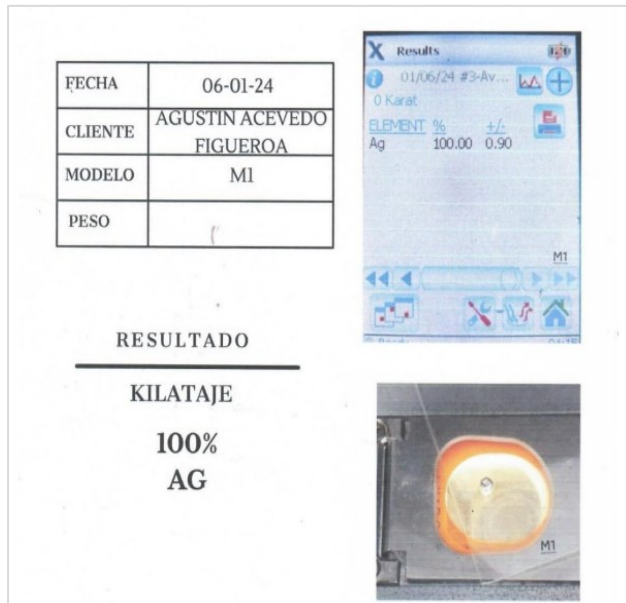 FECHA 06-01-24
CLIENTE AGUSTIN ACEVEDO
FIGUEROA
MODELO M1
PESO
RESULTADO
KILATAJE
100%
AG
X Results
01/06/24 #3-Av...
0 Karat
ELEMENT % +/-
Ag 100.00 0.90
M1
M1